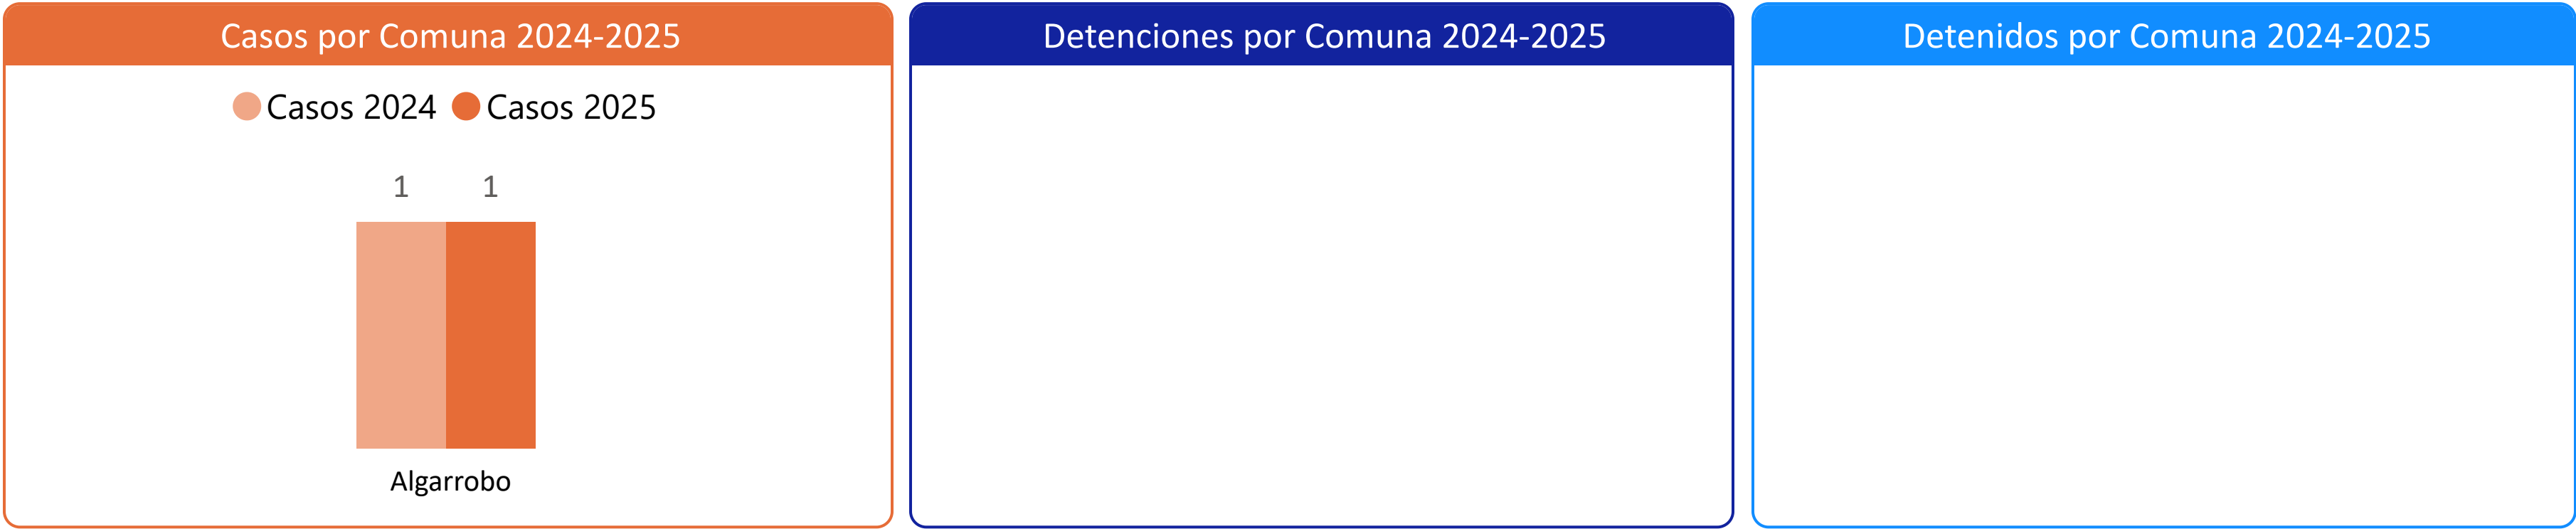 Casos por Comuna 2024-2025
Casos 2024 Casos 2025
1 1
Algarrobo
Detenciones por Comuna 2024-2025
Detenidos por Comuna 2024-2025